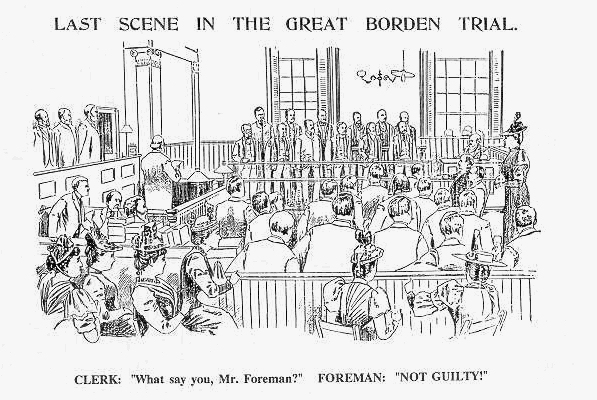 LAST SCENE IN THE GREAT BORDEN TRIAL.
CLERK: "What say you, Mr. Foreman?" FOREMAN: "NOT GUILTY!"